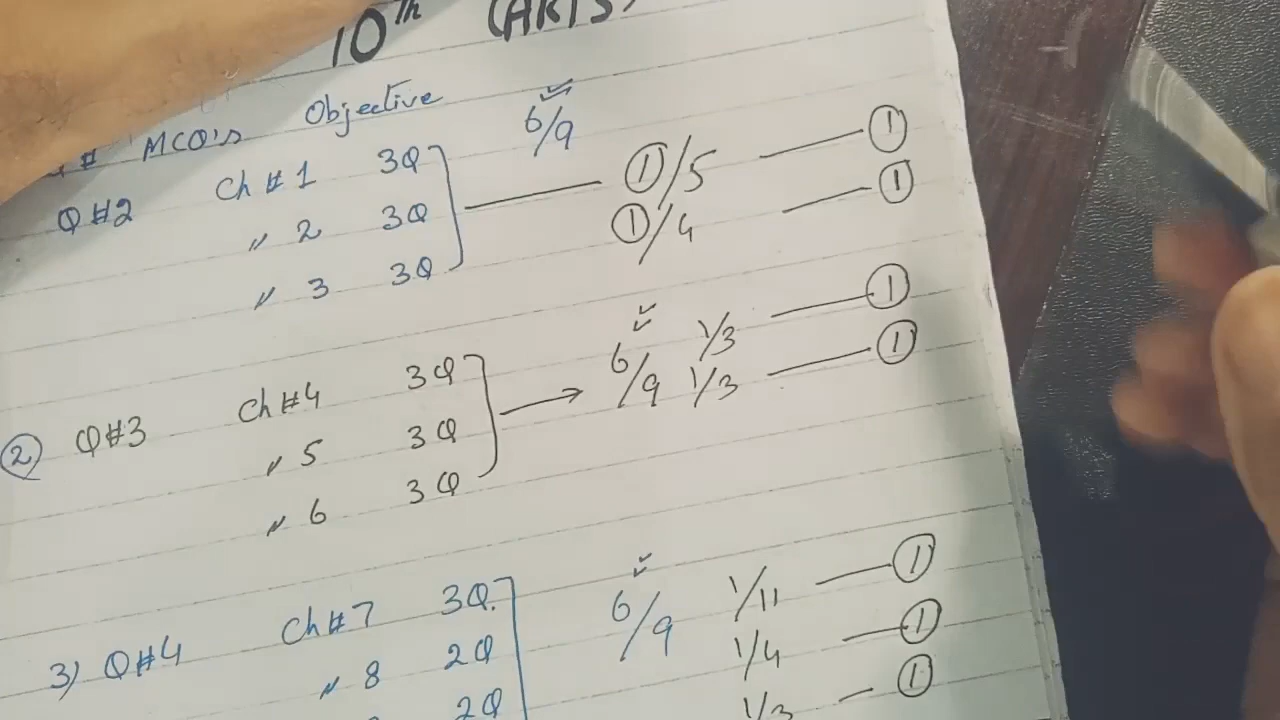 10th (ARTS)
MCQ's Objective
Q#2 Ch#1 3Q 6/9 1/5 — 1
〃 2 3Q 1/4 — 1
〃 3 3Q
2 Q#3 Ch#4 3Q 6/9 1/3 — 1
〃 5 3Q 1/3 — 1
〃 6 3Q
3) Q#4 Ch#7 3Q. 6/9 1/11 — 1
〃 8 2Q 1/4 — 1
2Q 1/3 — 1